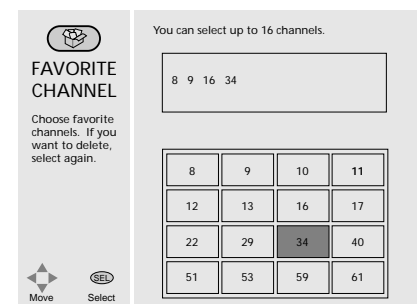 FAVORITE
CHANNEL
Choose favorite
channels. If you
want to delete,
select again.
SEL
Move Select
You can select up to 16 channels.
8 9 16 34
8 9 10 11
12 13 16 17
22 29 34 40
51 53 59 61